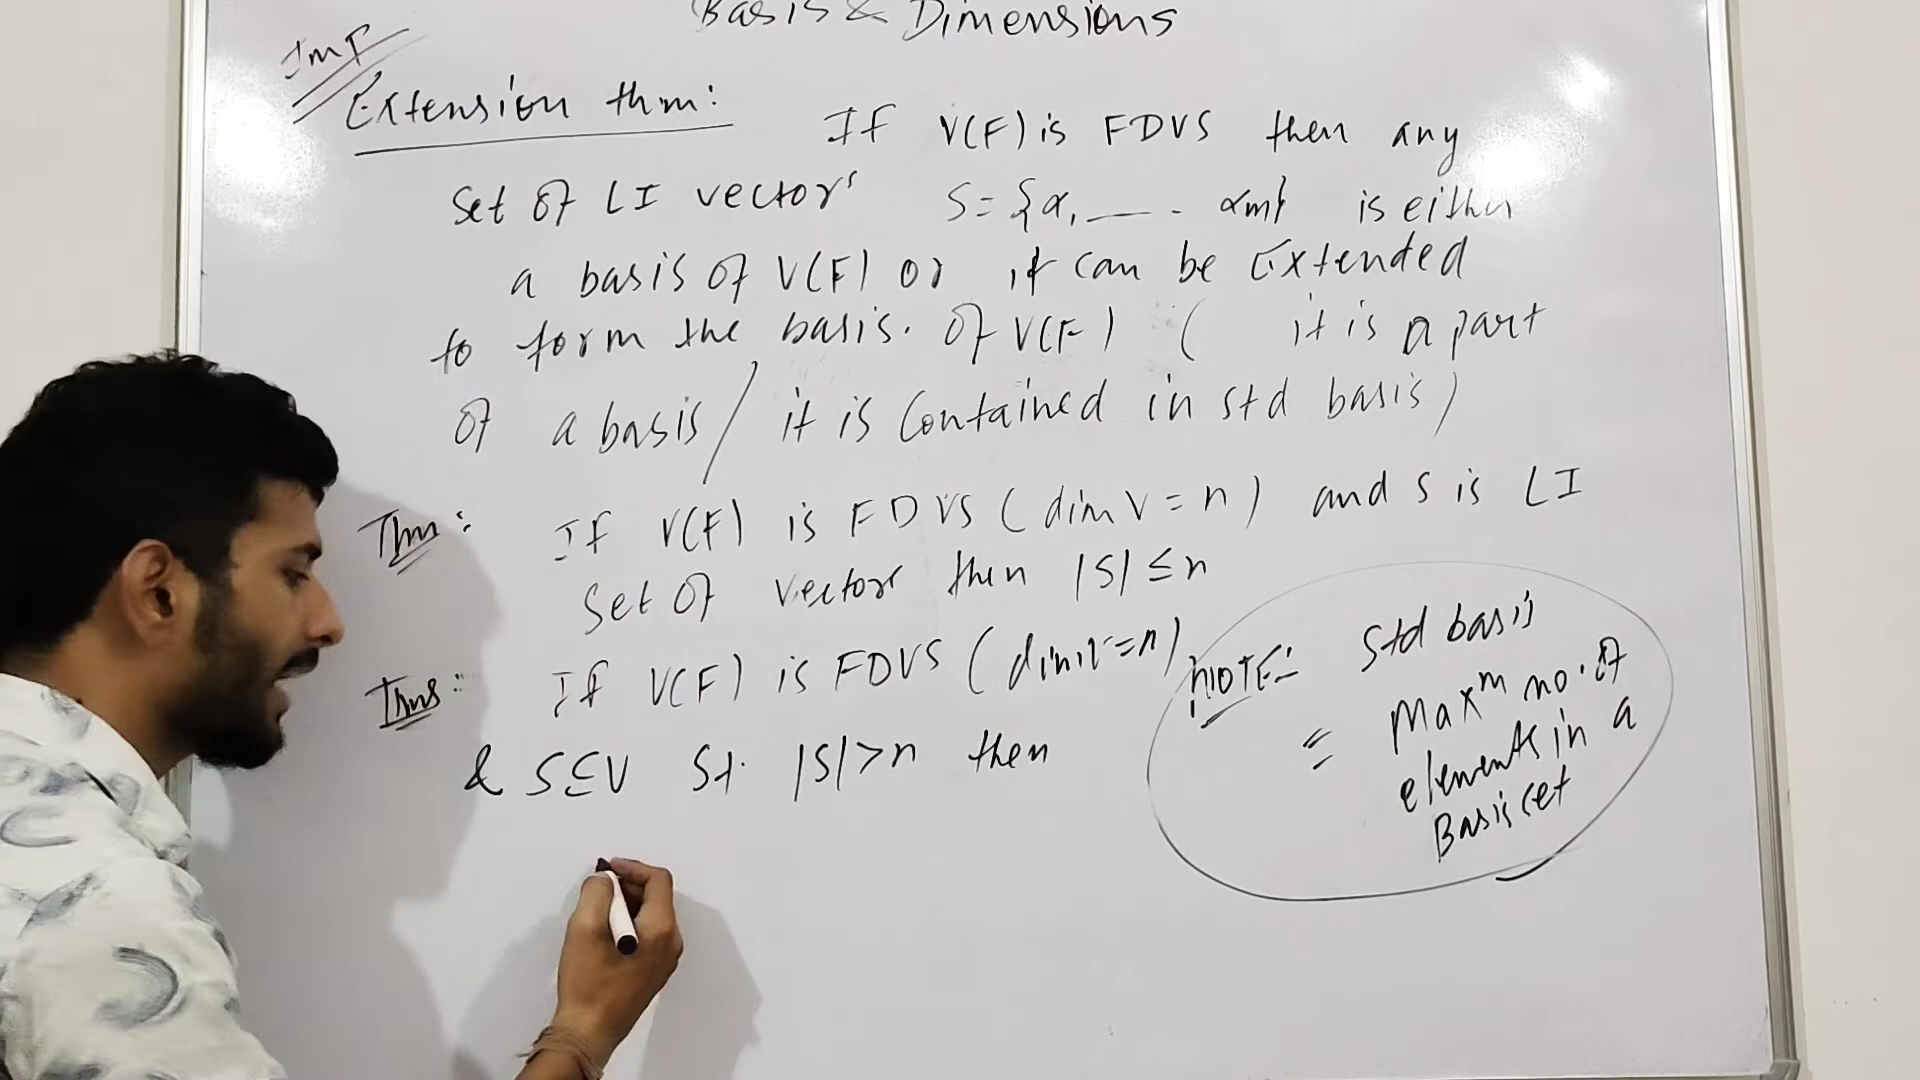 Basis & Dimensions
Imp
Extension thm: If V(F) is FDVS then any
set of LI vectors S = {α, — - αm} is either
a basis of V(F) or it can be Extended
to form the basis. Of V(F) ( it is a part
of a basis / it is contained in std basis)
Thm: If V(F) is FDVS (dim V = n) and S is LI
set of vectors then |S| ≤ n
Thm: If V(F) is FDVS (dim V = n)
& S ⊆ V St. |S| > n then
NOTE:- Std basis
= Maxᵐ no. of
elements in a
Basis set